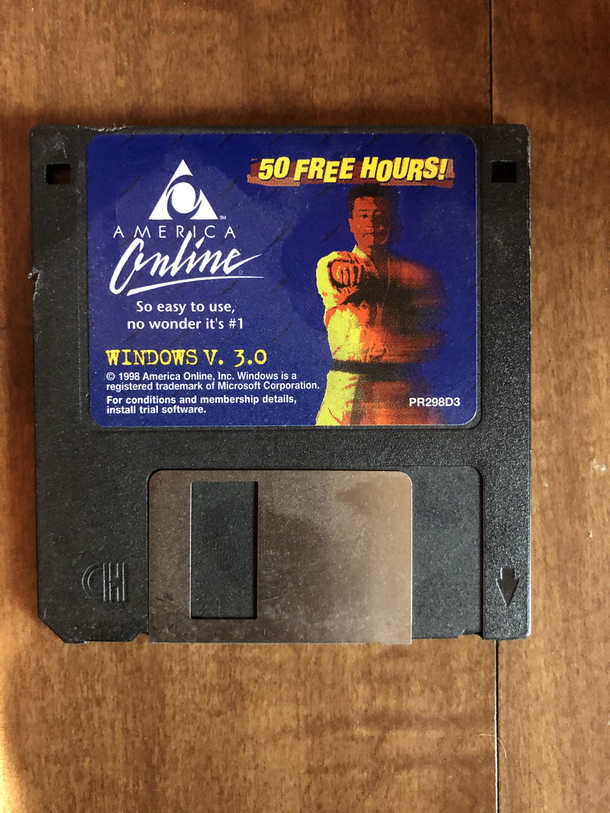 50 FREE HOURS!
AMERICA
Online
SM
So easy to use,
no wonder it's #1
WINDOWS V. 3.0
© 1998 America Online, Inc. Windows is a
registered trademark of Microsoft Corporation.
For conditions and membership details,
install trial software.
PR298D3
HD